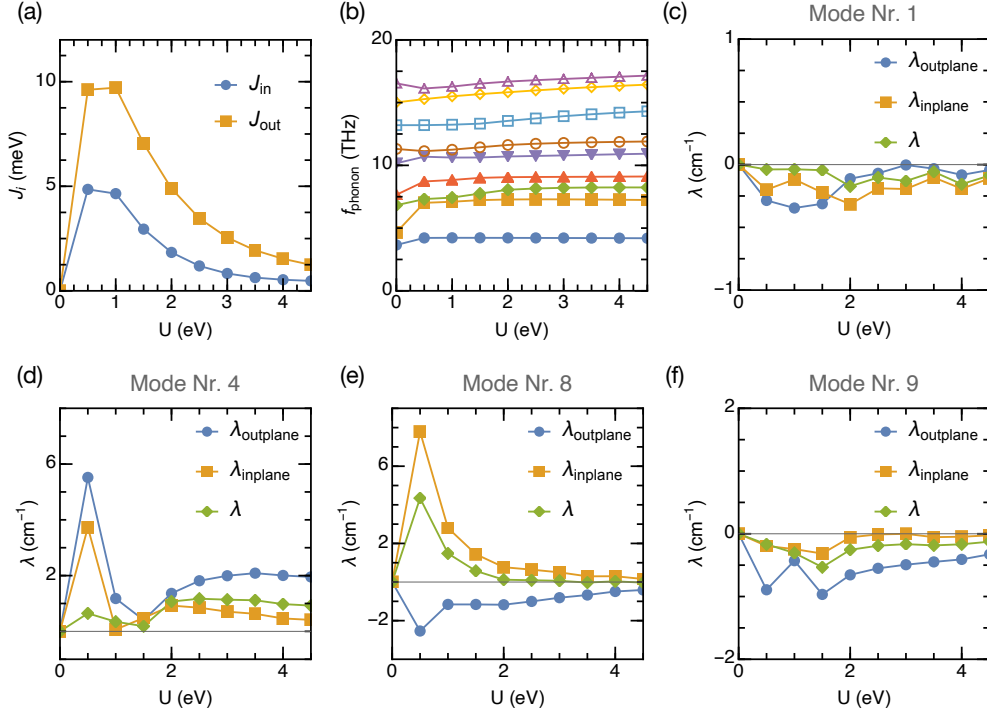 (a)
J_i (meV)
10
5
0
0 1 2 3 4
U (eV)
J_in
J_out
(b)
f_phonon (THz)
20
10
0
0 1 2 3 4
U (eV)
(c)
Mode Nr. 1
λ (cm⁻¹)
1
0
−1
0 2 4
U (eV)
λ_outplane
λ_inplane
λ
(d)
Mode Nr. 4
λ (cm⁻¹)
6
2
0 2 4
U (eV)
λ_outplane
λ_inplane
λ
(e)
Mode Nr. 8
λ (cm⁻¹)
6
2
−2
0 2 4
U (eV)
λ_outplane
λ_inplane
λ
(f)
Mode Nr. 9
λ (cm⁻¹)
2
0
−2
0 2 4
U (eV)
λ_outplane
λ_inplane
λ